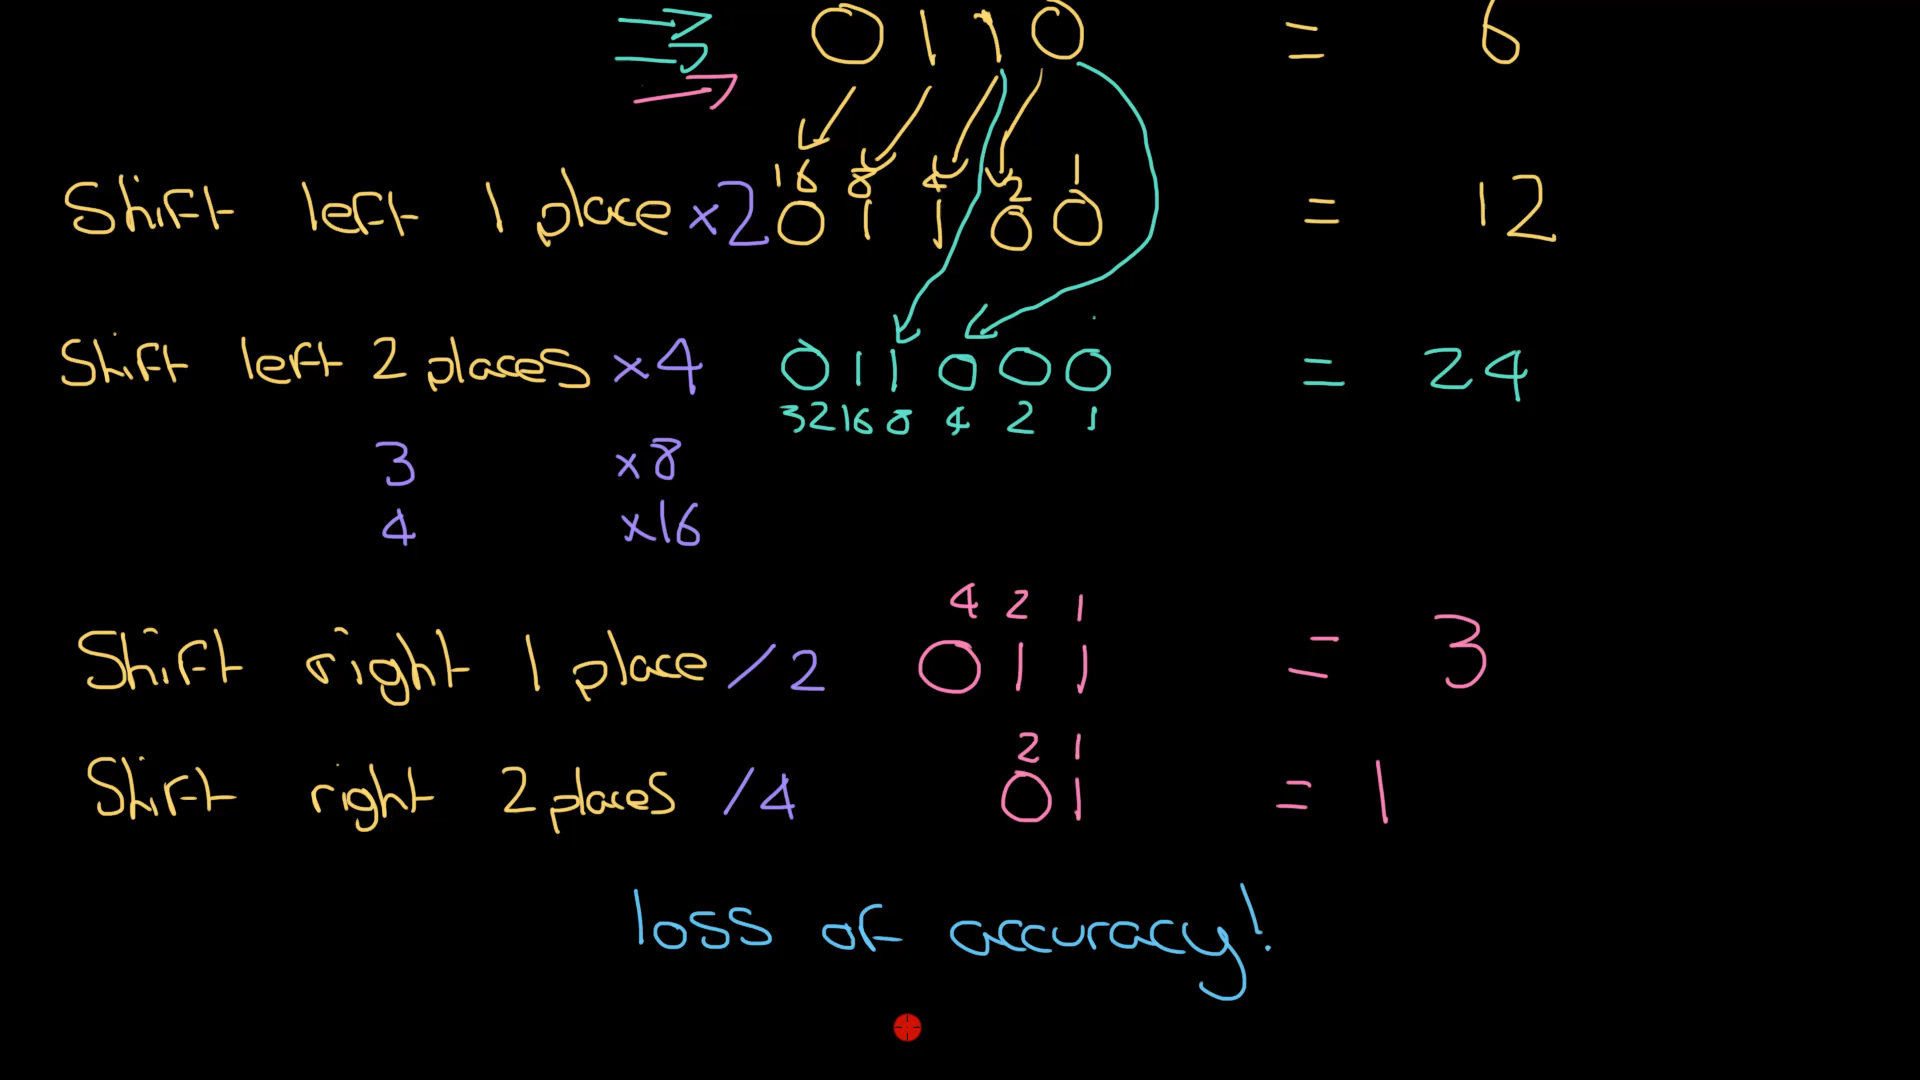 0110 = 6
16 8 4 2 1
Shift left 1 place ×2 01100 = 12
Shift left 2 places ×4 011000 = 24
32 16 8 4 2 1
3 ×8
4 ×16
4 2 1
Shift right 1 place /2 011 = 3
2 1
Shift right 2 places /4 01 = 1
loss of accuracy!